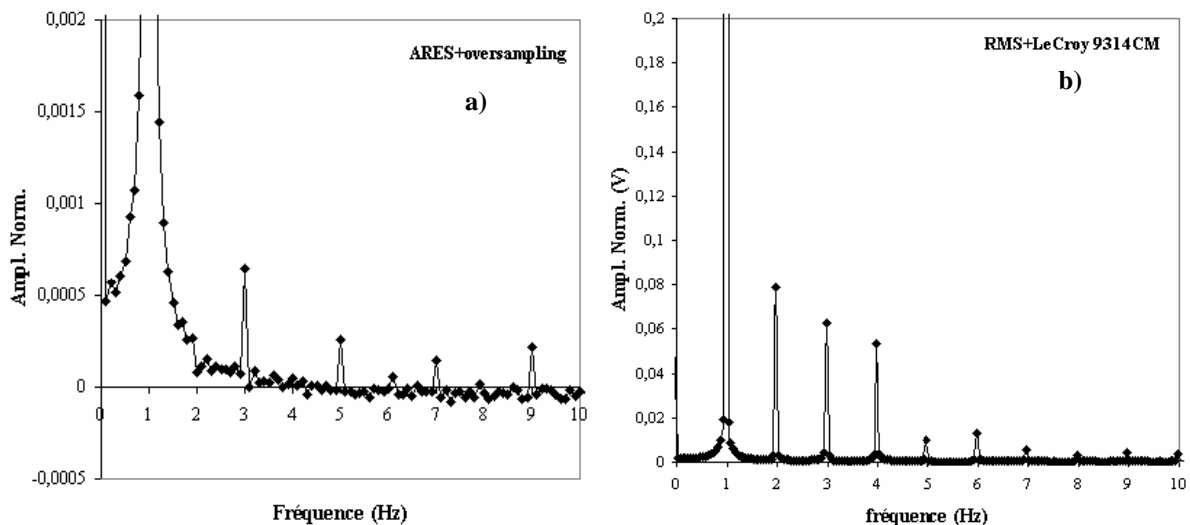 0,002
0,0015
0,001
0,0005
0
-0,0005
Ampl. Norm.
ARES+oversampling
a)
0 1 2 3 4 5 6 7 8 9 10
Fréquence (Hz)
0,2
0,18
0,16
0,14
0,12
0,1
0,08
0,06
0,04
0,02
0
Ampl. Norm. (V)
RMS+LeCroy 9314CM
b)
0 1 2 3 4 5 6 7 8 9 10
fréquence (Hz)